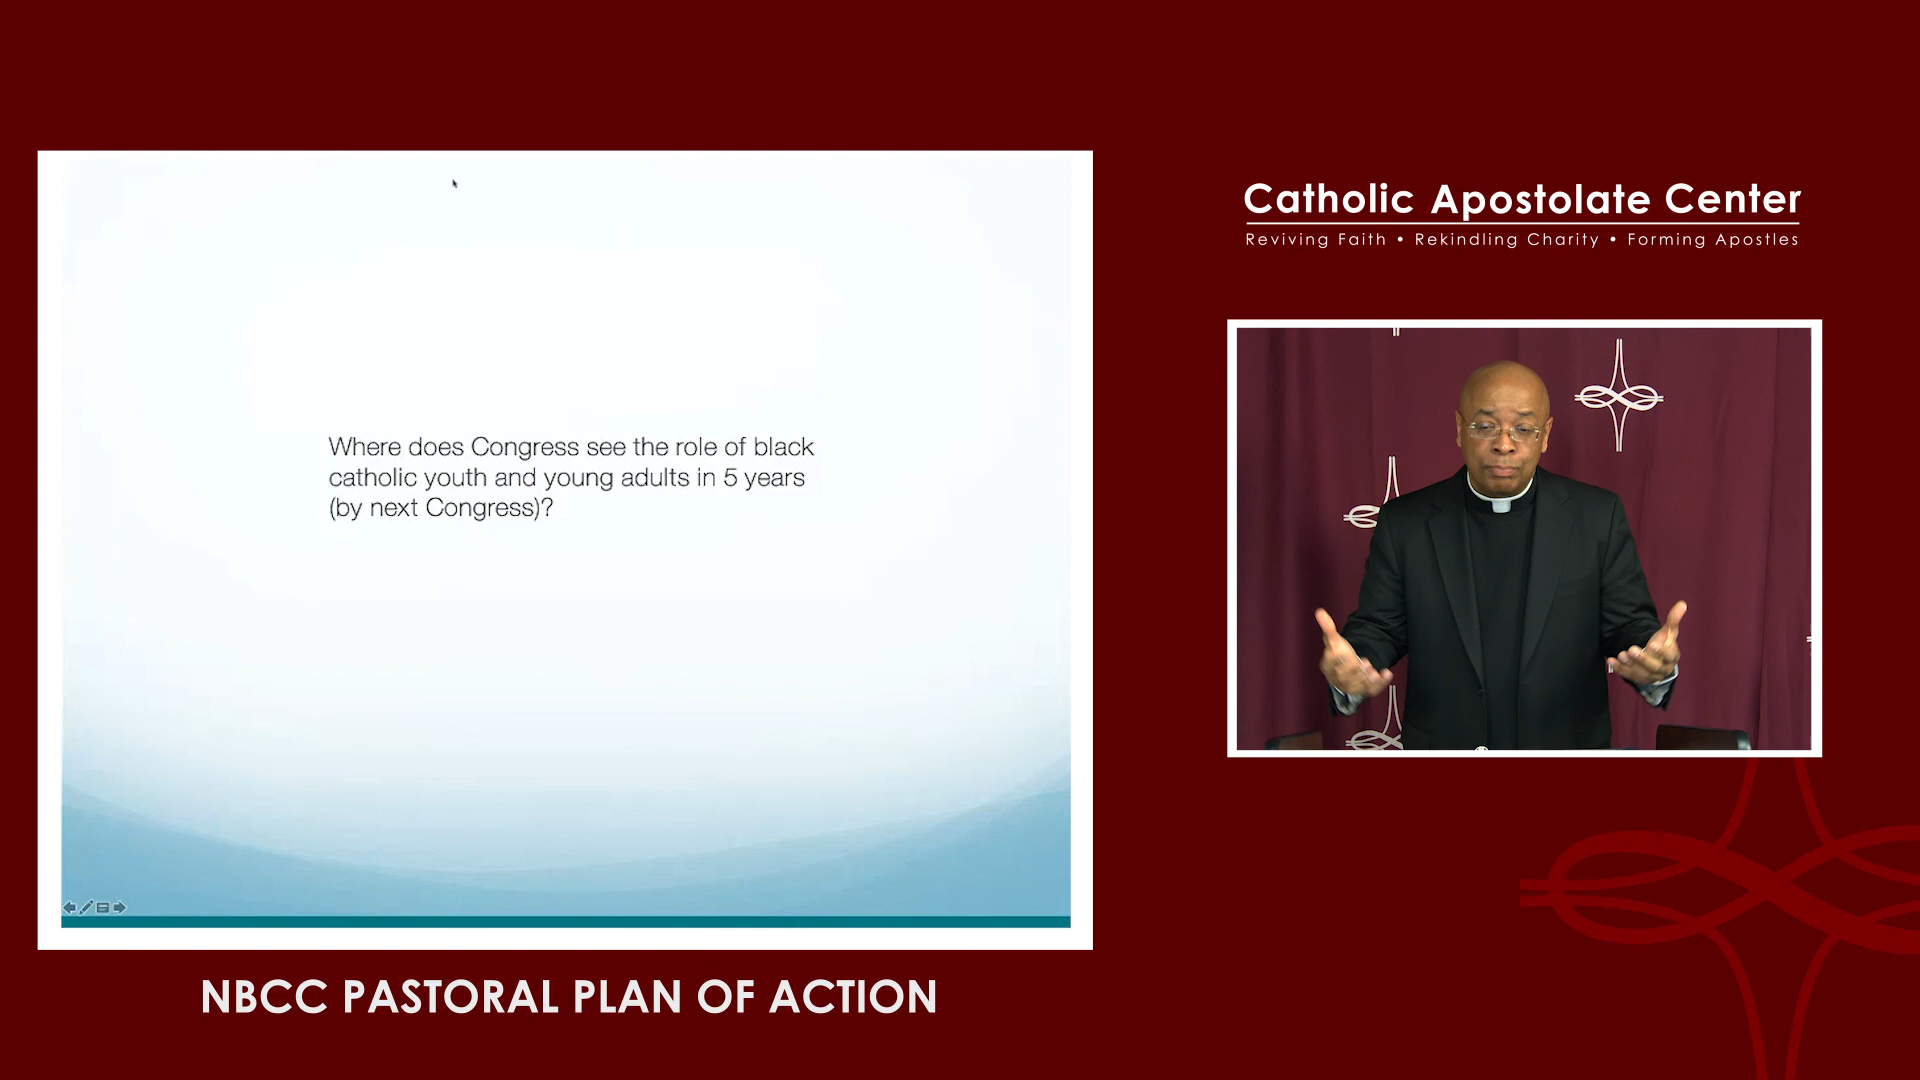 Where does Congress see the role of black
catholic youth and young adults in 5 years
(by next Congress)?
NBCC PASTORAL PLAN OF ACTION
Catholic Apostolate Center
Reviving Faith • Rekindling Charity • Forming Apostles